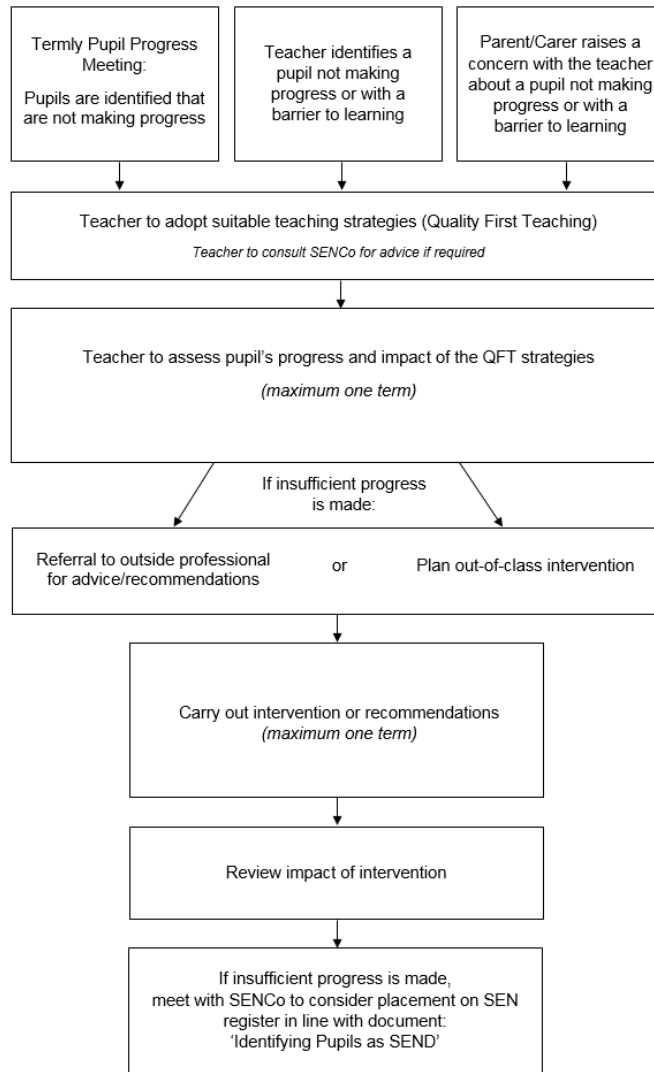 Termly Pupil Progress
Meeting:
Pupils are identified that
are not making progress
Teacher identifies a
pupil not making
progress or with a
barrier to learning
Parent/Carer raises a
concern with the teacher
about a pupil not making
progress or with a
barrier to learning
Teacher to adopt suitable teaching strategies (Quality First Teaching)
Teacher to consult SENCo for advice if required
Teacher to assess pupil’s progress and impact of the QFT strategies
(maximum one term)
If insufficient progress
is made:
Referral to outside professional
for advice/recommendations
or
Plan out-of-class intervention
Carry out intervention or recommendations
(maximum one term)
Review impact of intervention
If insufficient progress is made,
meet with SENCo to consider placement on SEN
register in line with document:
‘Identifying Pupils as SEND’